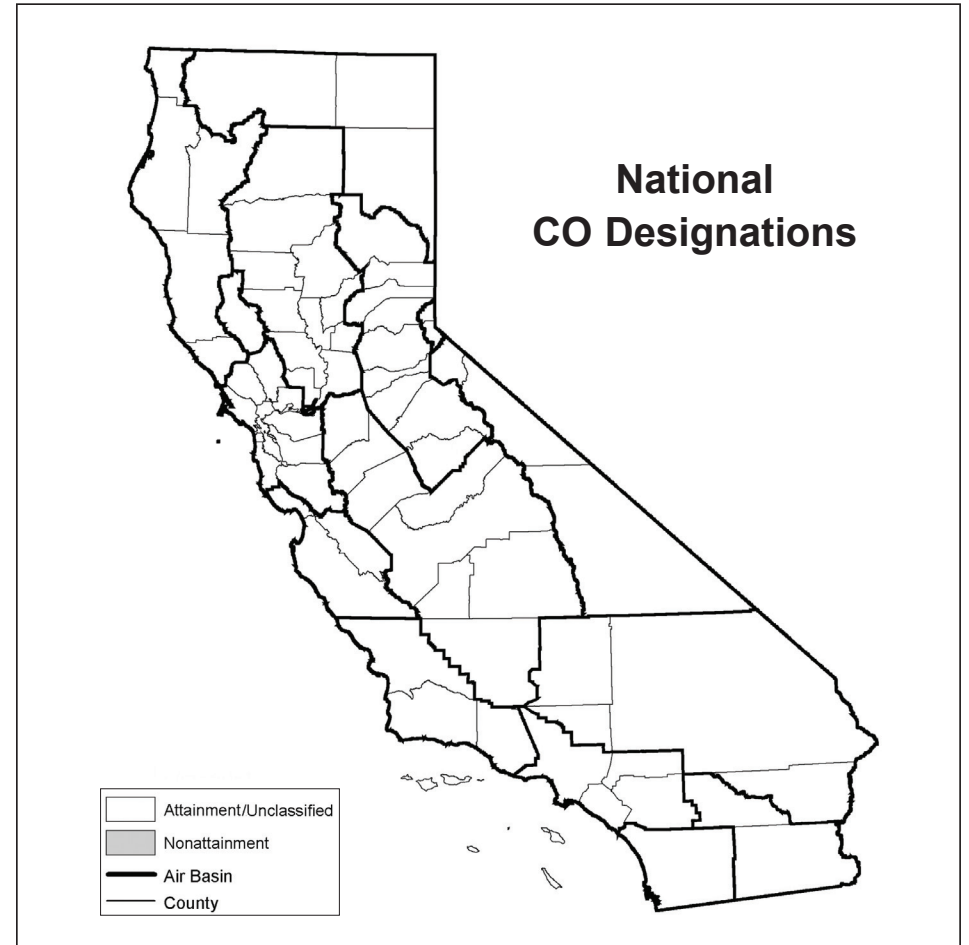 National
CO Designations
Attainment/Unclassified
Nonattainment
Air Basin
County